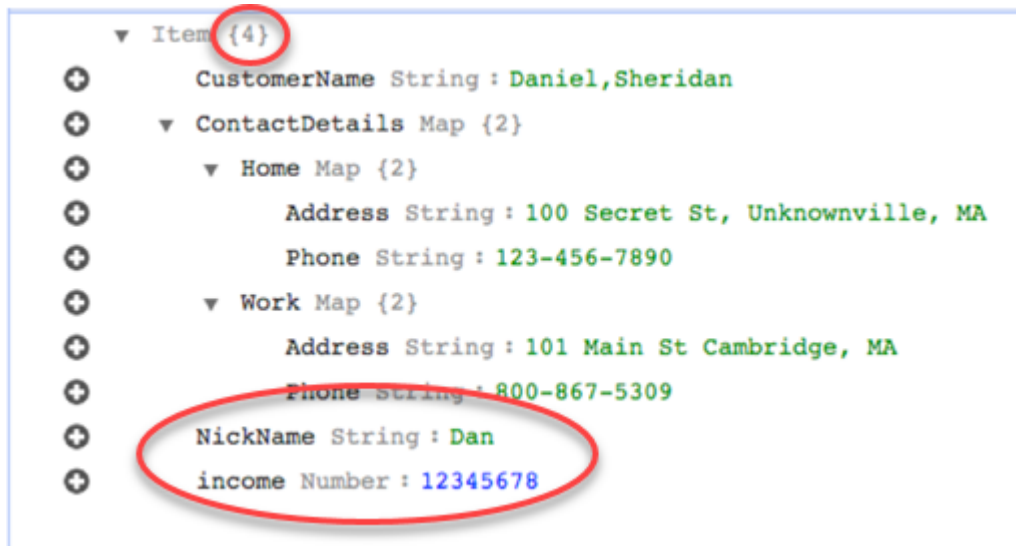 Item {4}
CustomerName String : Daniel,Sheridan
ContactDetails Map {2}
Home Map {2}
Address String : 100 Secret St, Unknownville, MA
Phone String : 123-456-7890
Work Map {2}
Address String : 101 Main St Cambridge, MA
Phone String : 800-867-5309
NickName String : Dan
income Number : 12345678